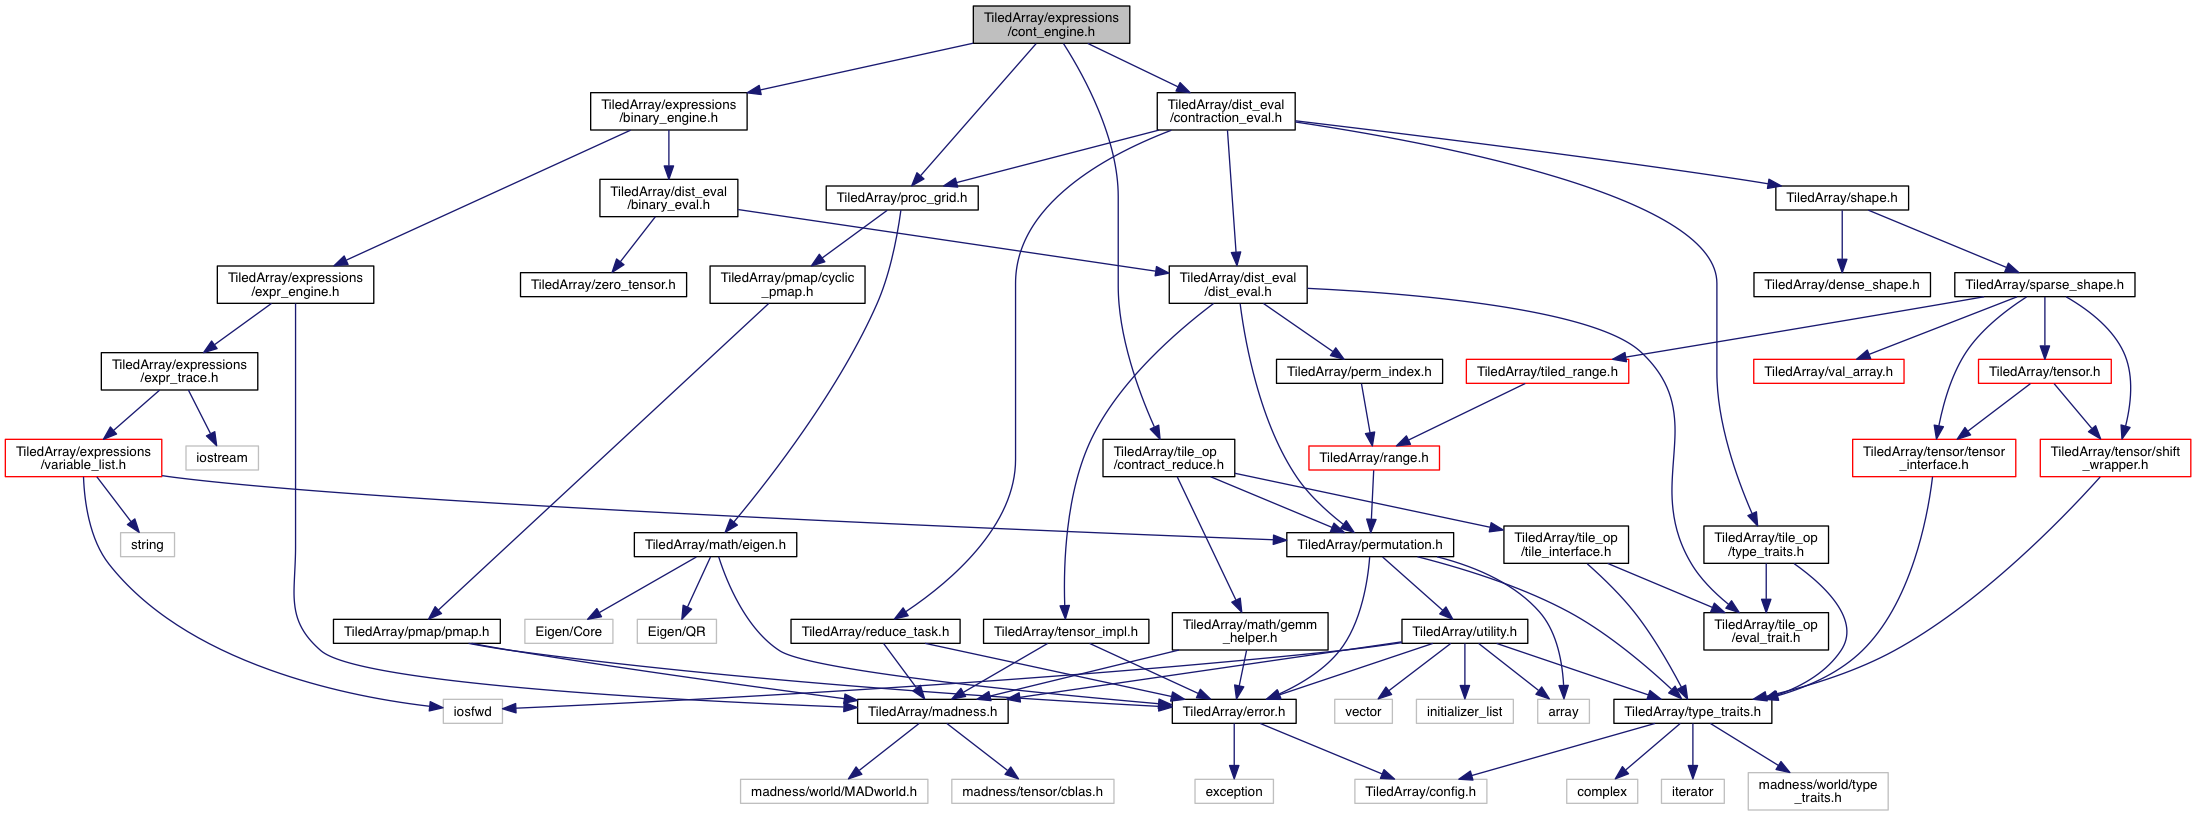 TiledArray/expressions
/cont_engine.h
TiledArray/expressions
/binary_engine.h
TiledArray/dist_eval
/contraction_eval.h
TiledArray/dist_eval
/binary_eval.h
TiledArray/proc_grid.h
TiledArray/shape.h
TiledArray/expressions
/expr_engine.h
TiledArray/zero_tensor.h
TiledArray/pmap/cyclic
_pmap.h
TiledArray/dist_eval
/dist_eval.h
TiledArray/dense_shape.h
TiledArray/sparse_shape.h
TiledArray/expressions
/expr_trace.h
TiledArray/perm_index.h
TiledArray/tiled_range.h
TiledArray/val_array.h
TiledArray/tensor.h
TiledArray/expressions
/variable_list.h
iostream
TiledArray/tile_op
/contract_reduce.h
TiledArray/range.h
TiledArray/tensor/tensor
_interface.h
TiledArray/tensor/shift
_wrapper.h
string
TiledArray/math/eigen.h
TiledArray/permutation.h
TiledArray/tile_op
/tile_interface.h
TiledArray/tile_op
/type_traits.h
TiledArray/pmap/pmap.h
Eigen/Core
Eigen/QR
TiledArray/reduce_task.h
TiledArray/tensor_impl.h
TiledArray/math/gemm
_helper.h
TiledArray/utility.h
TiledArray/tile_op
/eval_trait.h
iosfwd
TiledArray/madness.h
TiledArray/error.h
vector
initializer_list
array
TiledArray/type_traits.h
madness/world/MADworld.h
madness/tensor/cblas.h
exception
TiledArray/config.h
complex
iterator
madness/world/type
_traits.h